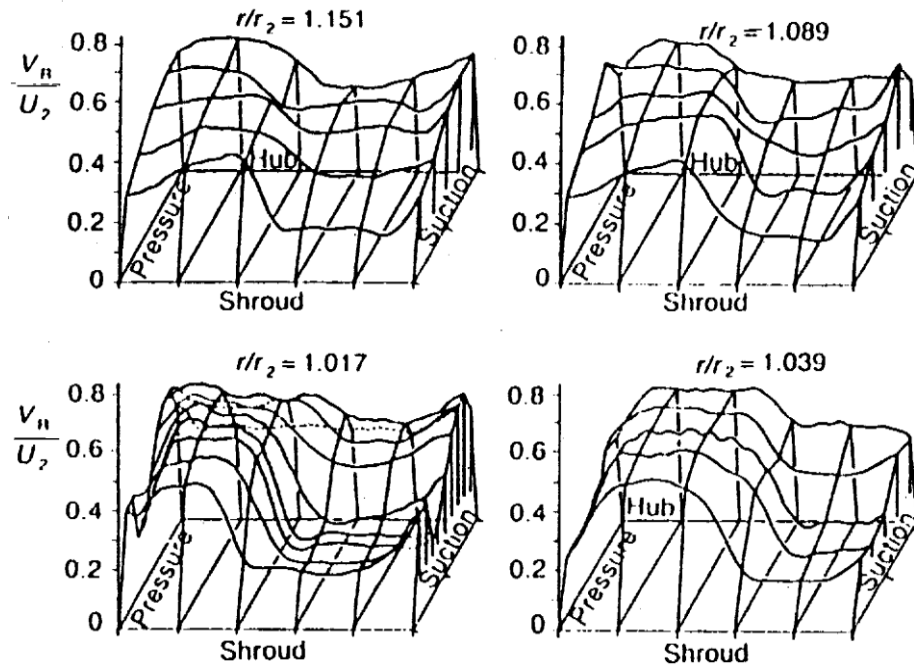 r/r2 = 1.151
VR
U2
0.8
0.6
0.4
0.2
0
Hub
Pressure
Suction
Shroud
r/r2 = 1.089
0.8
0.6
0.4
0.2
0
Hub
Pressure
Suction
Shroud
r/r2 = 1.017
VR
U2
0.8
0.6
0.4
0.2
0
Pressure
Suction
Shroud
r/r2 = 1.039
0.8
0.6
0.4
0.2
0
Hub
Pressure
Suction
Shroud